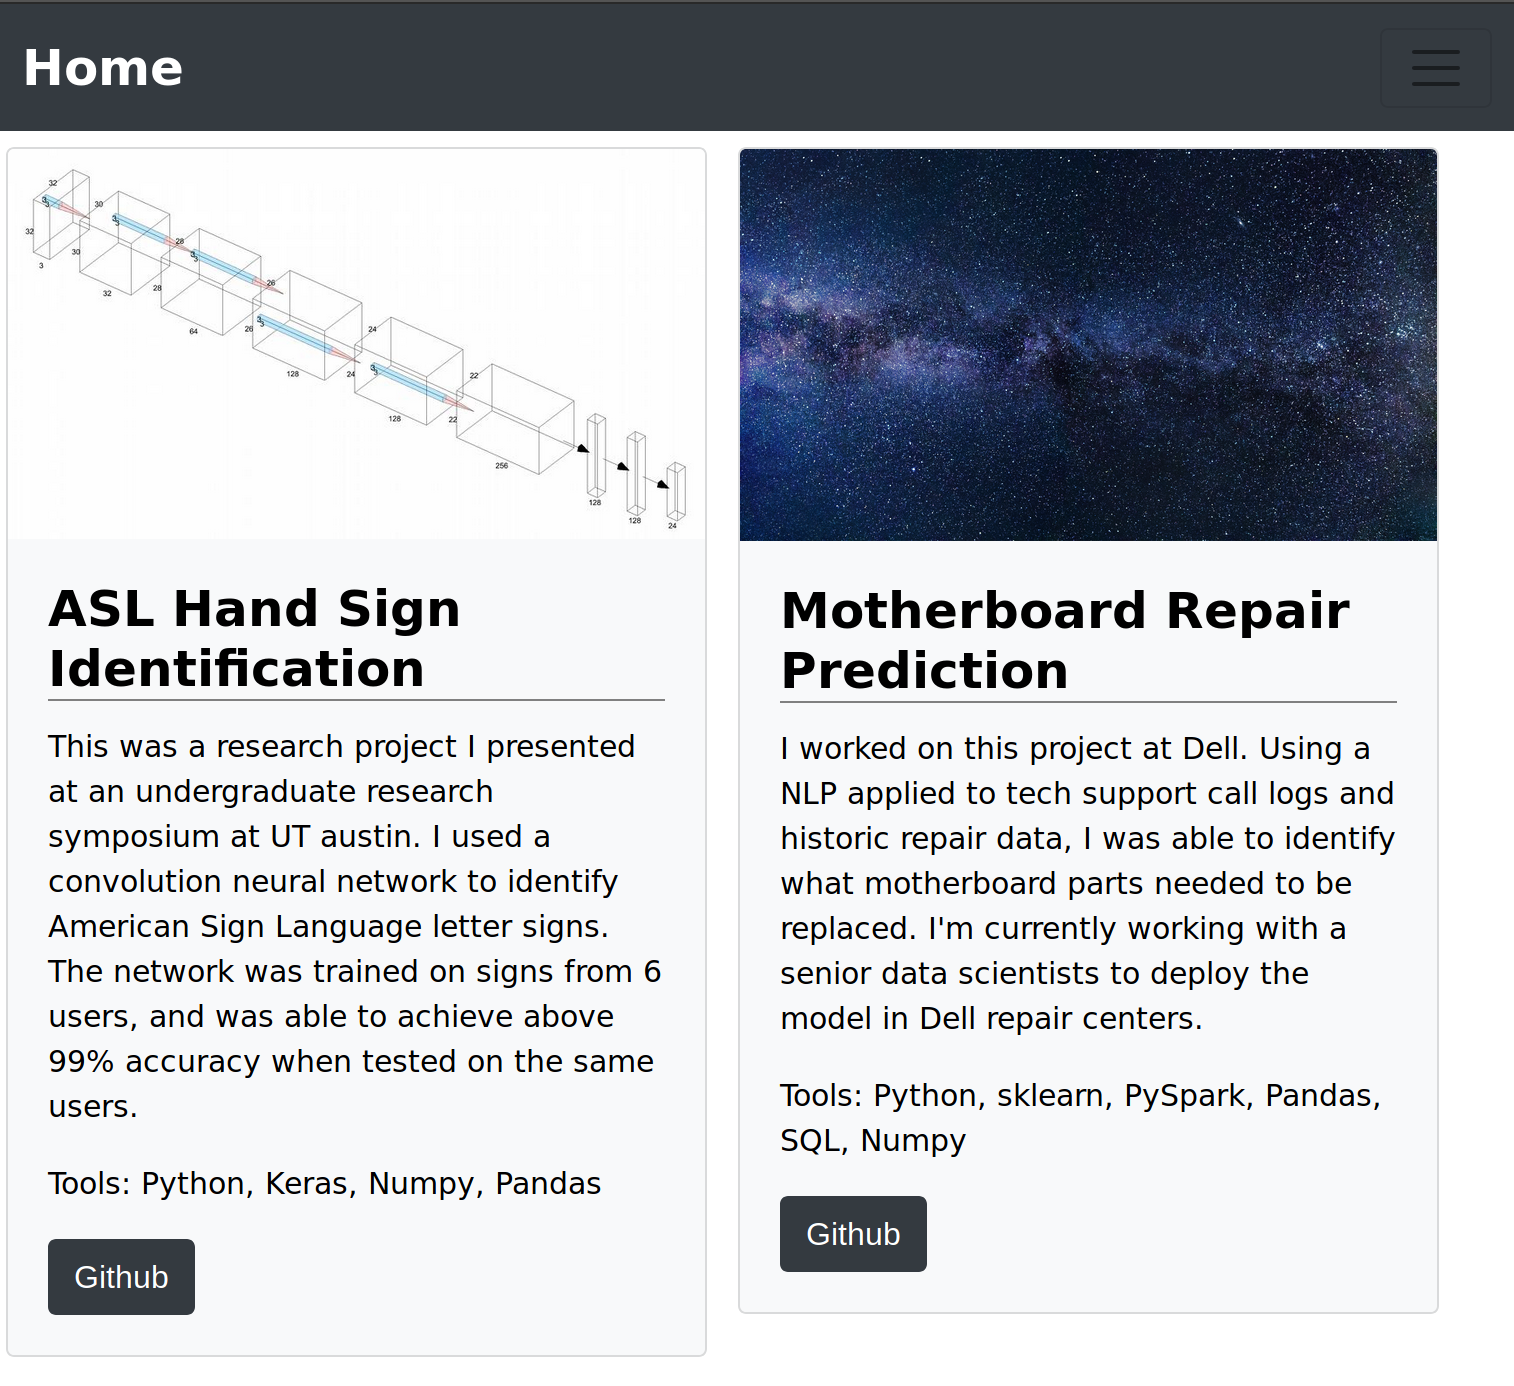 Home
32
3
3
32
3
30
3
3
30
32
28
3
3
28
64
26
3
3
26
128
24
3
3
24
128
22
22
256
128
128
24
ASL Hand Sign
Identification
This was a research project I presented
at an undergraduate research
symposium at UT austin. I used a
convolution neural network to identify
American Sign Language letter signs.
The network was trained on signs from 6
users, and was able to achieve above
99% accuracy when tested on the same
users.
Tools: Python, Keras, Numpy, Pandas
Github
Motherboard Repair
Prediction
I worked on this project at Dell. Using a
NLP applied to tech support call logs and
historic repair data, I was able to identify
what motherboard parts needed to be
replaced. I'm currently working with a
senior data scientists to deploy the
model in Dell repair centers.
Tools: Python, sklearn, PySpark, Pandas,
SQL, Numpy
Github